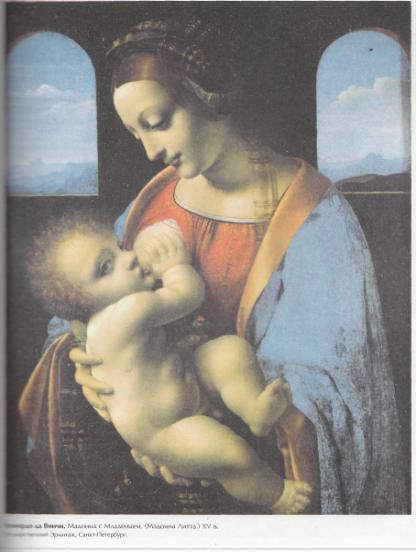 да Винчи. Мадонна с Младенцем. (Мадонна Литта.) XV в.
Эрмитаж, Санкт-Петербург.